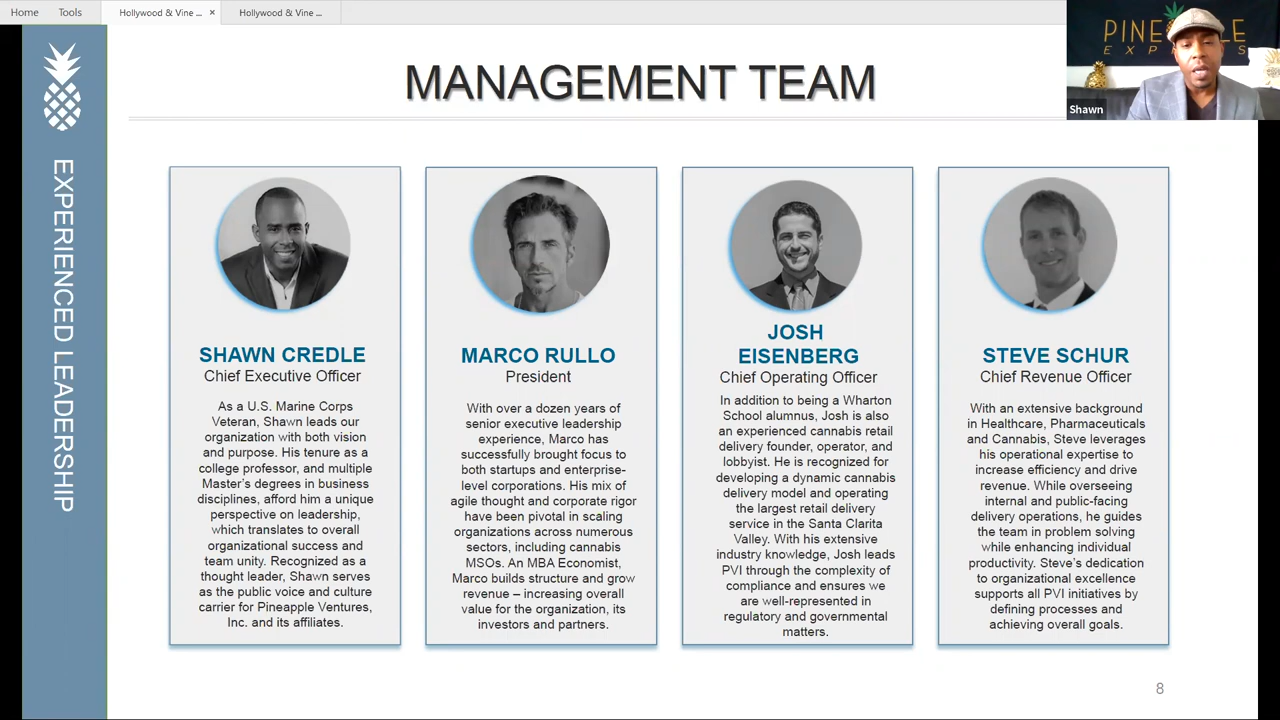 Home
Tools
Hollywood & Vine ...
×
Hollywood & Vine ...
EXPERIENCED LEADERSHIP
MANAGEMENT TEAM
Shawn
SHAWN CREDLE
Chief Executive Officer
As a U.S. Marine Corps
Veteran, Shawn leads our
organization with both vision
and purpose. His tenure as a
college professor, and multiple
Master's degrees in business
disciplines, afford him a unique
perspective on leadership,
which translates to overall
organizational success and
team unity. Recognized as a
thought leader, Shawn serves
as the public voice and culture
carrier for Pineapple Ventures,
Inc. and its affiliates.
MARCO RULLO
President
With over a dozen years of
senior executive leadership
experience, Marco has
successfully brought focus to
both startups and enterprise-
level corporations. His mix of
agile thought and corporate rigor
have been pivotal in scaling
organizations across numerous
sectors, including cannabis
MSOs. An MBA Economist,
Marco builds structure and grow
revenue – increasing overall
value for the organization, its
investors and partners.
JOSH
EISENBERG
Chief Operating Officer
In addition to being a Wharton
School alumnus, Josh is also
an experienced cannabis retail
delivery founder, operator, and
lobbyist. He is recognized for
developing a dynamic cannabis
delivery model and operating
the largest retail delivery
service in the Santa Clarita
Valley. With his extensive
industry knowledge, Josh leads
PVI through the complexity of
compliance and ensures we
are well-represented in
regulatory and governmental
matters.
STEVE SCHUR
Chief Revenue Officer
With an extensive background
in Healthcare, Pharmaceuticals
and Cannabis, Steve leverages
his operational expertise to
increase efficiency and drive
revenue. While overseeing
internal and public-facing
delivery operations, he guides
the team in problem solving
while enhancing individual
productivity. Steve's dedication
to organizational excellence
supports all PVI initiatives by
defining processes and
achieving overall goals.
8